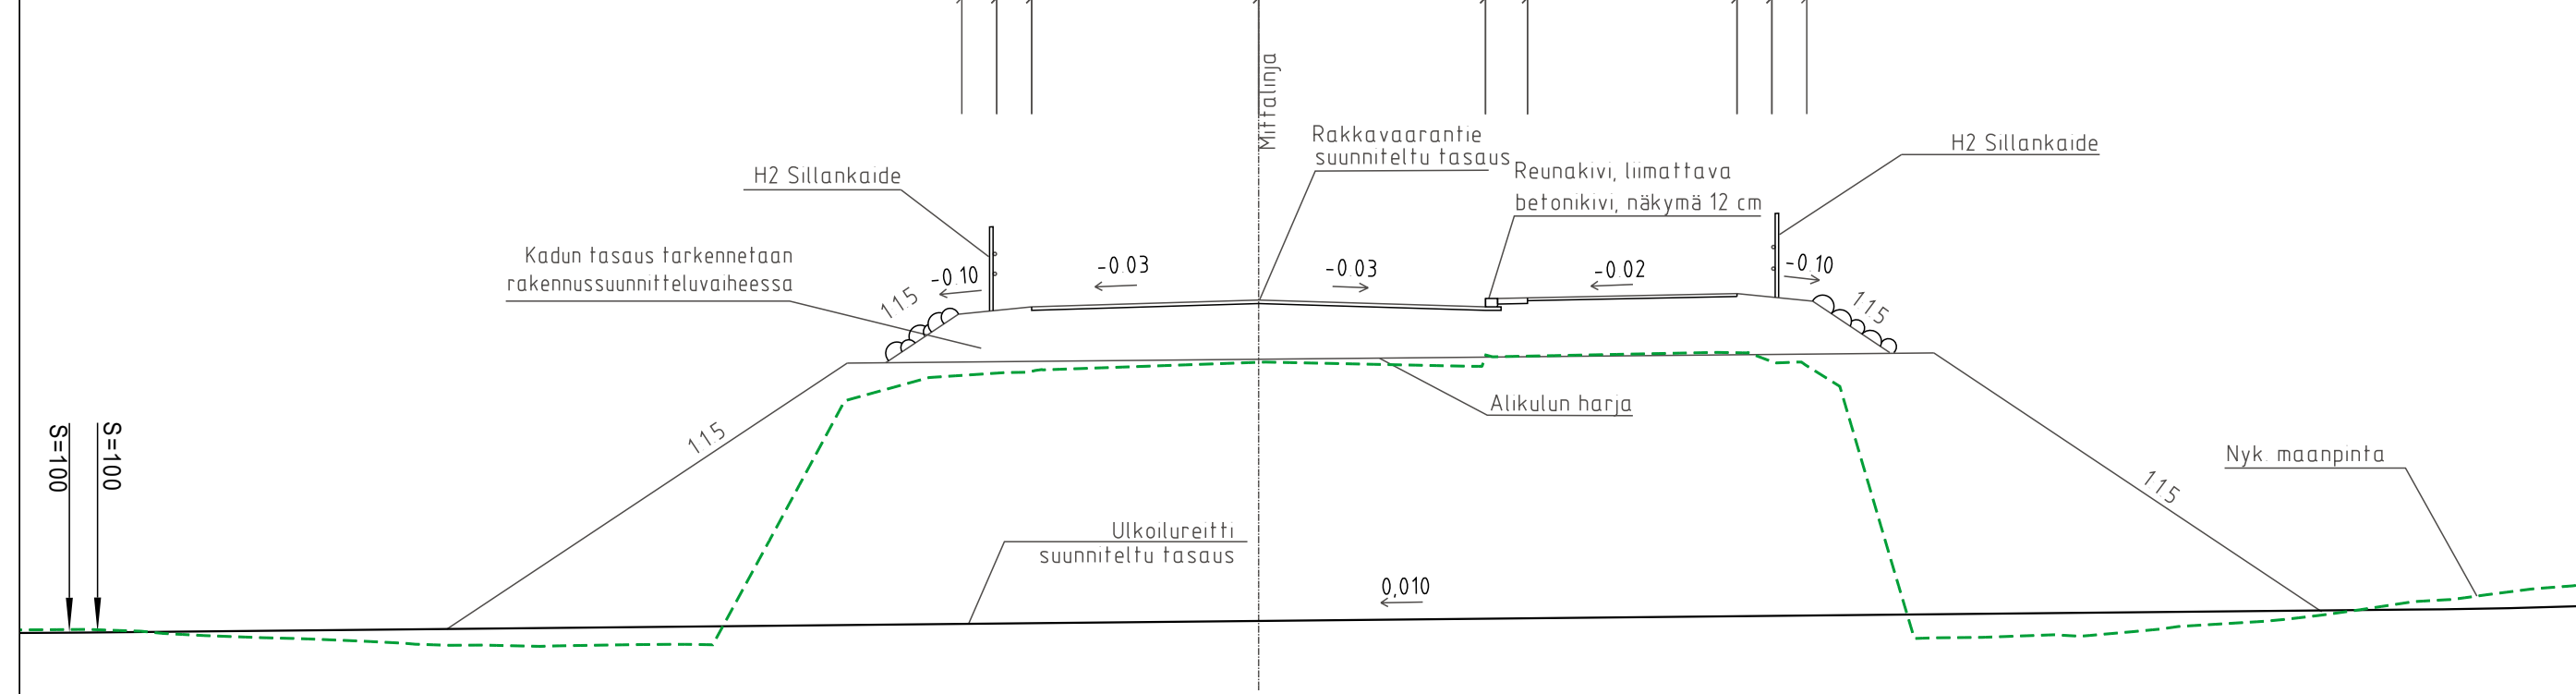 Mittalinja
Rakkavaarantie
suunniteltu tasaus
H2 Sillankaide
Reunakivi, liimattava
betonikivi, näkymä 12 cm
H2 Sillankaide
Kadun tasaus tarkennetaan
rakennussuunnitteluvaiheessa
1:1.5
-0.10
-0.03
-0.03
-0.02
-0.10
1:1.5
Alikulun harja
1:1.5
S=100
S=100
Nyk. maanpinta
1:1.5
Ulkoilureitti
suunniteltu tasaus
0,010